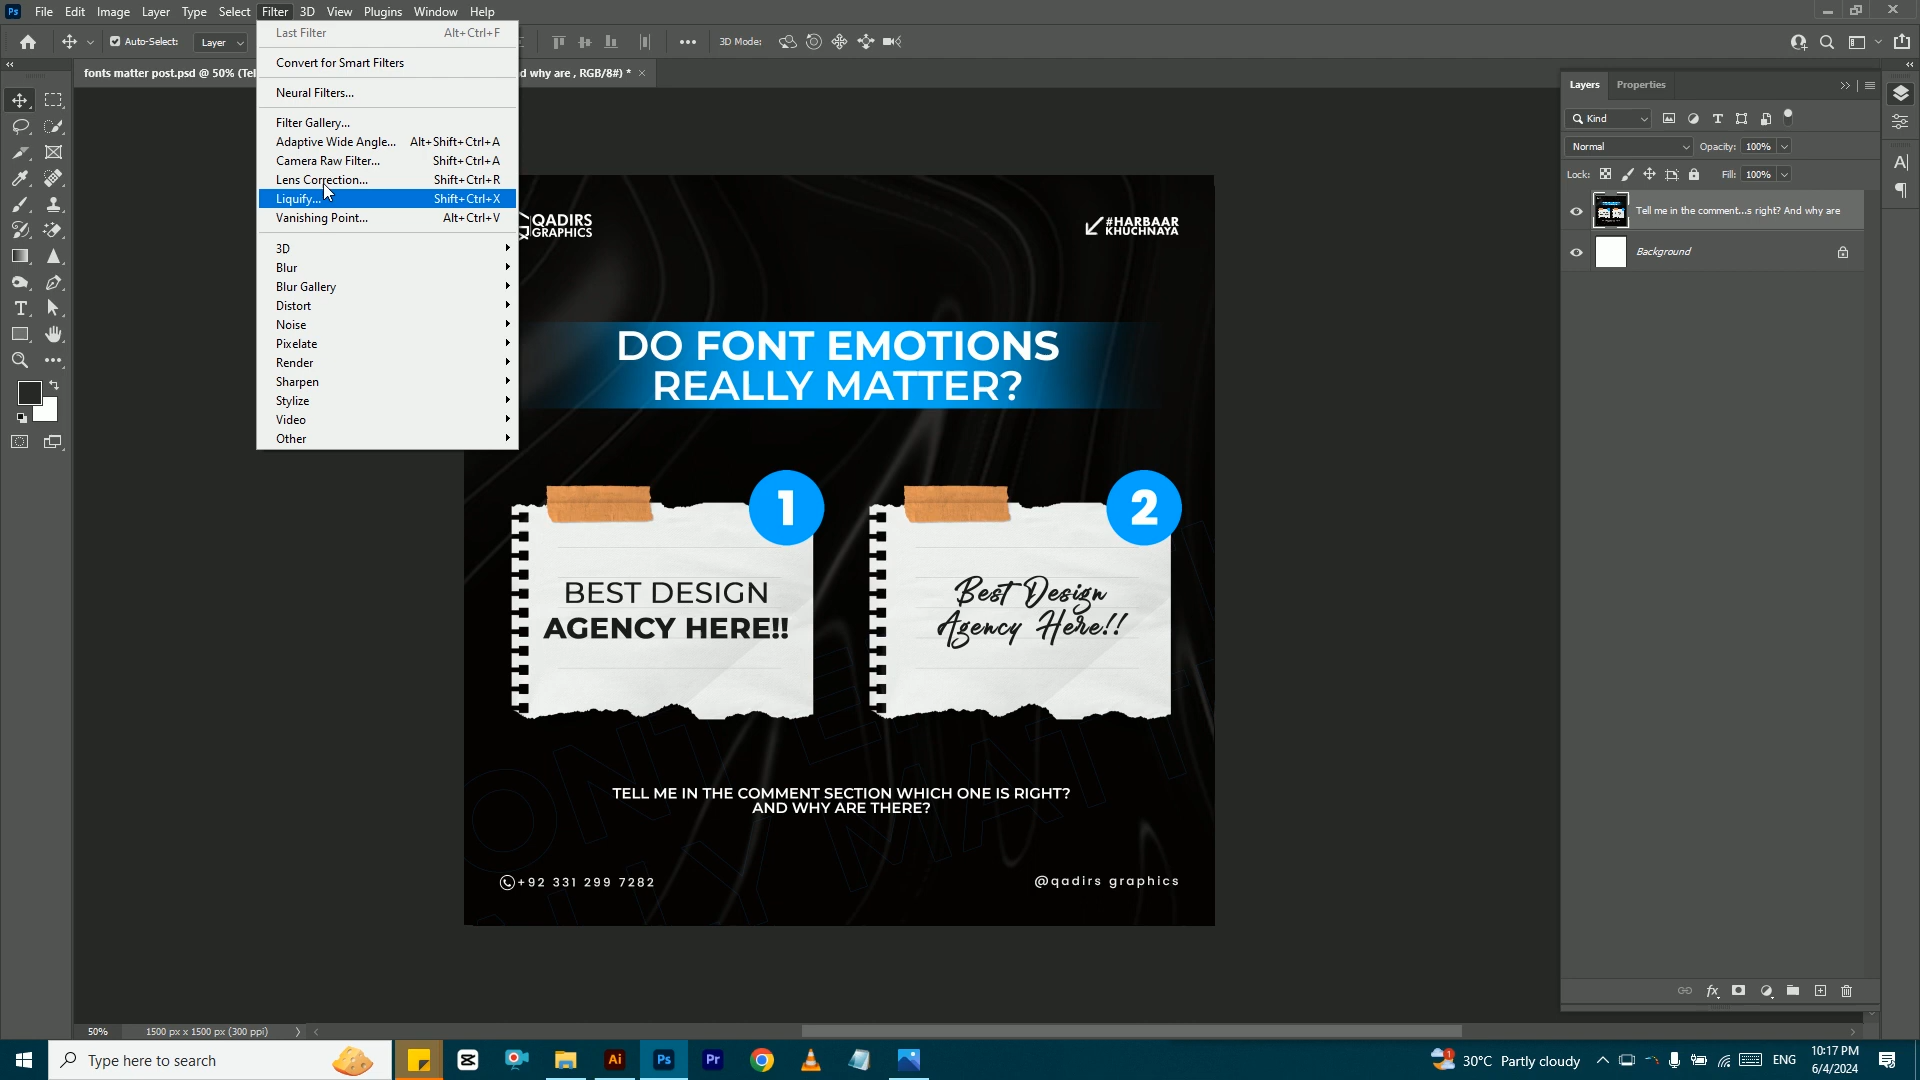 Ps File Edit Image Layer Type Select Filter 3D View Plugins Window Help
Auto-Select: Layer 3D Mode:
fonts matter post.psd @ 50% (Tel
d why are , RGB/8#) *
Last Filter Alt+Ctrl+F
Convert for Smart Filters
Neural Filters...
Filter Gallery...
Adaptive Wide Angle... Alt+Shift+Ctrl+A
Camera Raw Filter... Shift+Ctrl+A
Lens Correction... Shift+Ctrl+R
Liquify... Shift+Ctrl+X
Vanishing Point... Alt+Ctrl+V
3D
Blur
Blur Gallery
Distort
Noise
Pixelate
Render
Sharpen
Stylize
Video
Other
QADIRS
GRAPHICS
#HARBAAR
KHUCHNAYA
DO FONT EMOTIONS
REALLY MATTER?
1
BEST DESIGN
AGENCY HERE!!
2
Best Design
Agency Here!!
TELL ME IN THE COMMENT SECTION WHICH ONE IS RIGHT?
AND WHY ARE THERE?
+92 331 299 7282
@qadirs graphics
Layers Properties
Kind
Normal Opacity: 100%
Lock: Fill: 100%
Tell me in the comment...s right? And why are
Background
fx
50% 1500 px x 1500 px (300 ppi)
Type here to search
Ai Ps Pr
30°C Partly cloudy
ENG
10:17 PM
6/4/2024